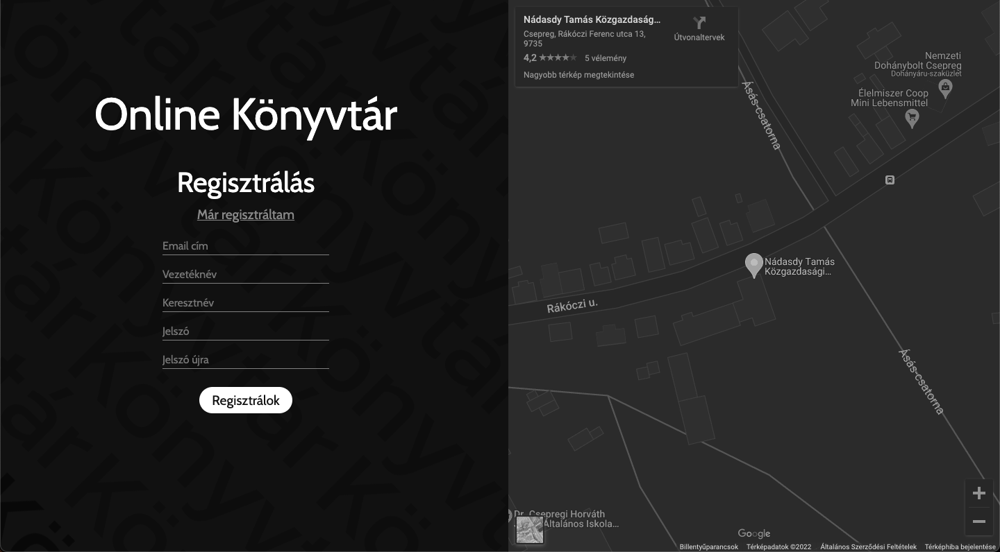 Online Könyvtár
Regisztrálás
Már regisztráltam
Email cím
Vezetéknév
Keresztnév
Jelszó
Jelszó újra
Regisztrálok
Nádasdy Tamás Közgazdaság...
Csepreg, Rákóczi Ferenc utca 13,
9735
4,2
5 vélemény
Nagyobb térkép megtekintése
Útvonaltervek
Nemzeti
Dohánybolt Csepreg
Dohányáru-szaküzlet
Élelmiszer Coop
Mini Lebensmittel
Ásás-csatorna
Nádasdy Tamás
Közgazdasági...
Rákóczi u.
Ásás-csatorna
Dr. Csepregi Horváth
Általános Iskola...
Google
Billentyűparancsok
Térképadatok ©2022
Általános Szerződési Feltételek
Térképhiba bejelentése